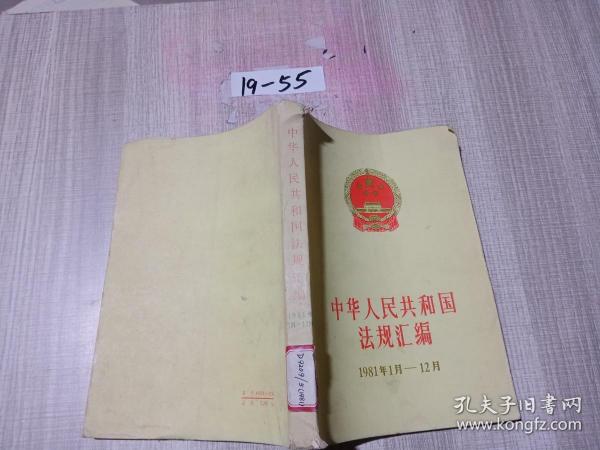 19-55
中华人民共和国法规汇编
中华人民共和国
法规汇编
1981年1月—12月
孔夫子旧书网
www.kongfz.com